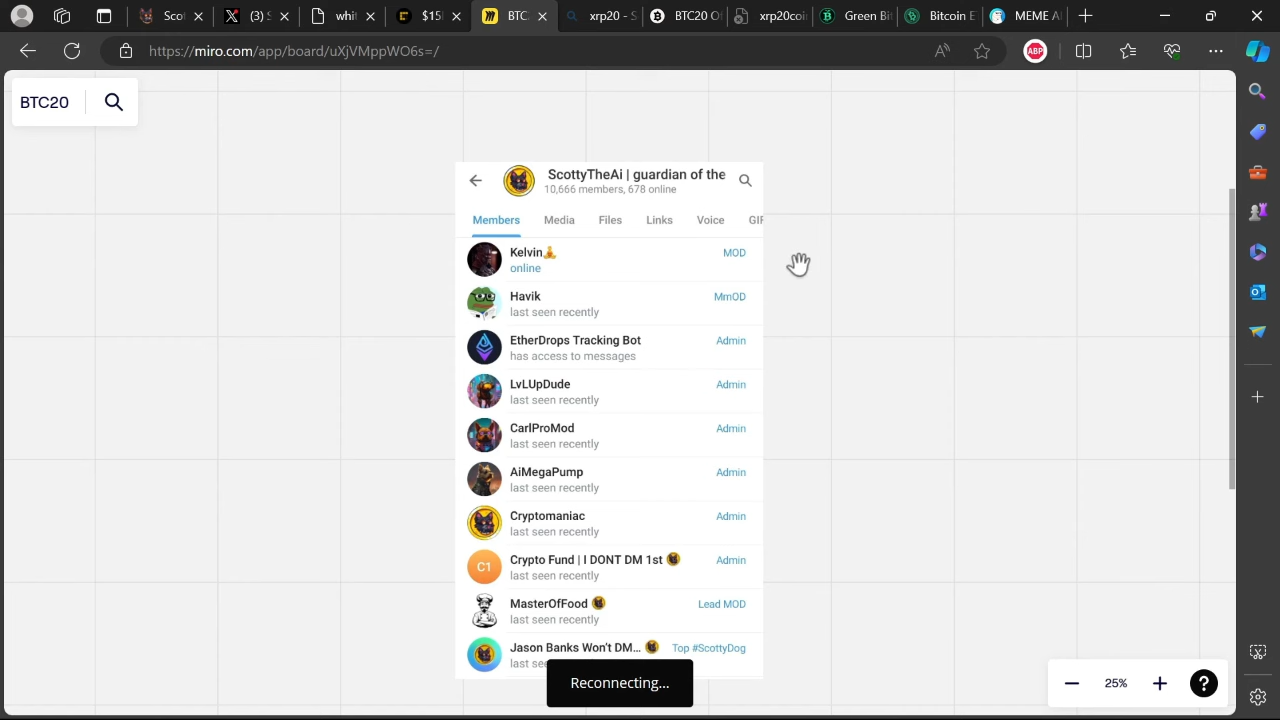 Scot
(3) S
whit
$15
BTC
xrp20 - S
BTC20 O
xrp20coi
Green Bi
Bitcoin E
MEME A
https://miro.com/app/board/uXjVMppWO6s=/
ABP
BTC20
ScottyTheAi | guardian of the
10,666 members, 678 online
Members Media Files Links Voice GIF
Kelvin MOD
online
Havik MmOD
last seen recently
EtherDrops Tracking Bot Admin
has access to messages
LvLUpDude Admin
last seen recently
CarlProMod Admin
last seen recently
AiMegaPump Admin
last seen recently
Cryptomaniac Admin
last seen recently
C1 Crypto Fund | I DONT DM 1st Admin
last seen recently
MasterOfFood Lead MOD
last seen recently
Jason Banks Won't DM... Top #ScottyDog
last see
Reconnecting...
25%
?